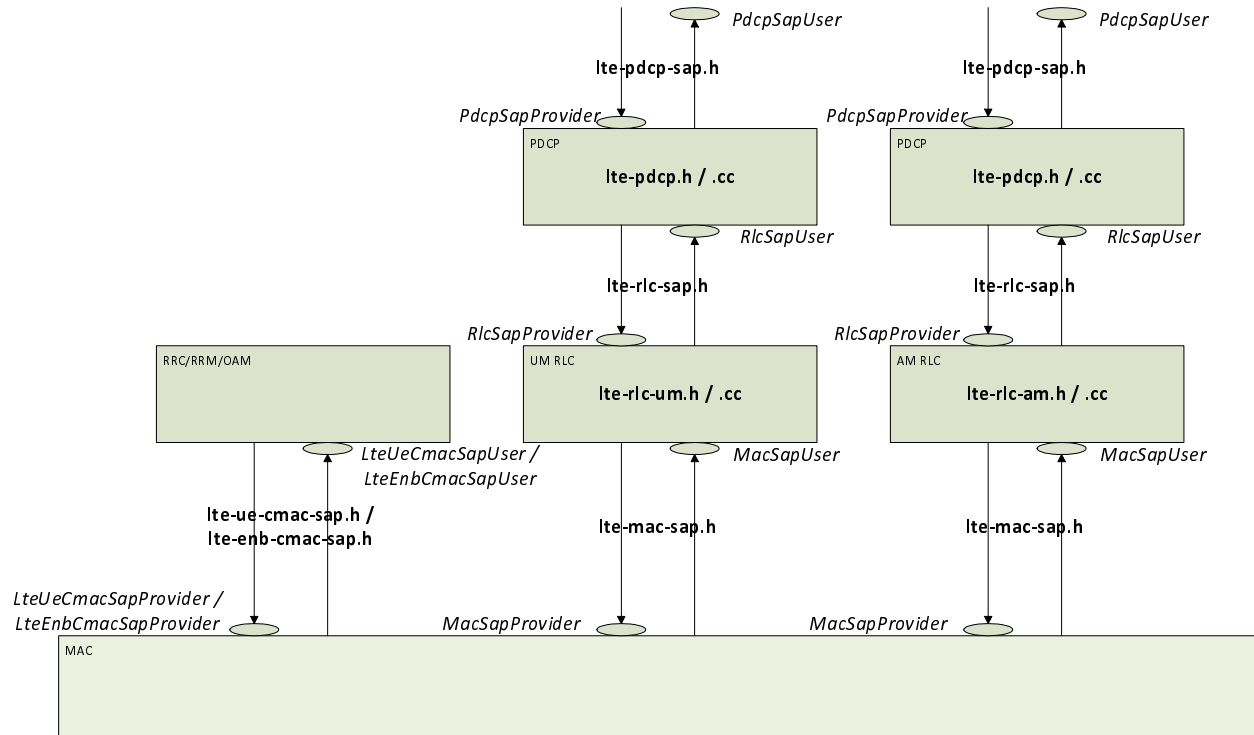 PdcpSapUser
PdcpSapUser
lte-pdcp-sap.h
lte-pdcp-sap.h
PdcpSapProvider
PdcpSapProvider
PDCP
PDCP
lte-pdcp.h / .cc
lte-pdcp.h / .cc
RlcSapUser
RlcSapUser
lte-rlc-sap.h
lte-rlc-sap.h
RlcSapProvider
RlcSapProvider
RRC/RRM/OAM
UM RLC
AM RLC
lte-rlc-um.h / .cc
lte-rlc-am.h / .cc
LteUeCmacSapUser /
LteEnbCmacSapUser
MacSapUser
MacSapUser
lte-ue-cmac-sap.h /
lte-enb-cmac-sap.h
lte-mac-sap.h
lte-mac-sap.h
LteUeCmacSapProvider /
LteEnbCmacSapProvider
MacSapProvider
MacSapProvider
MAC